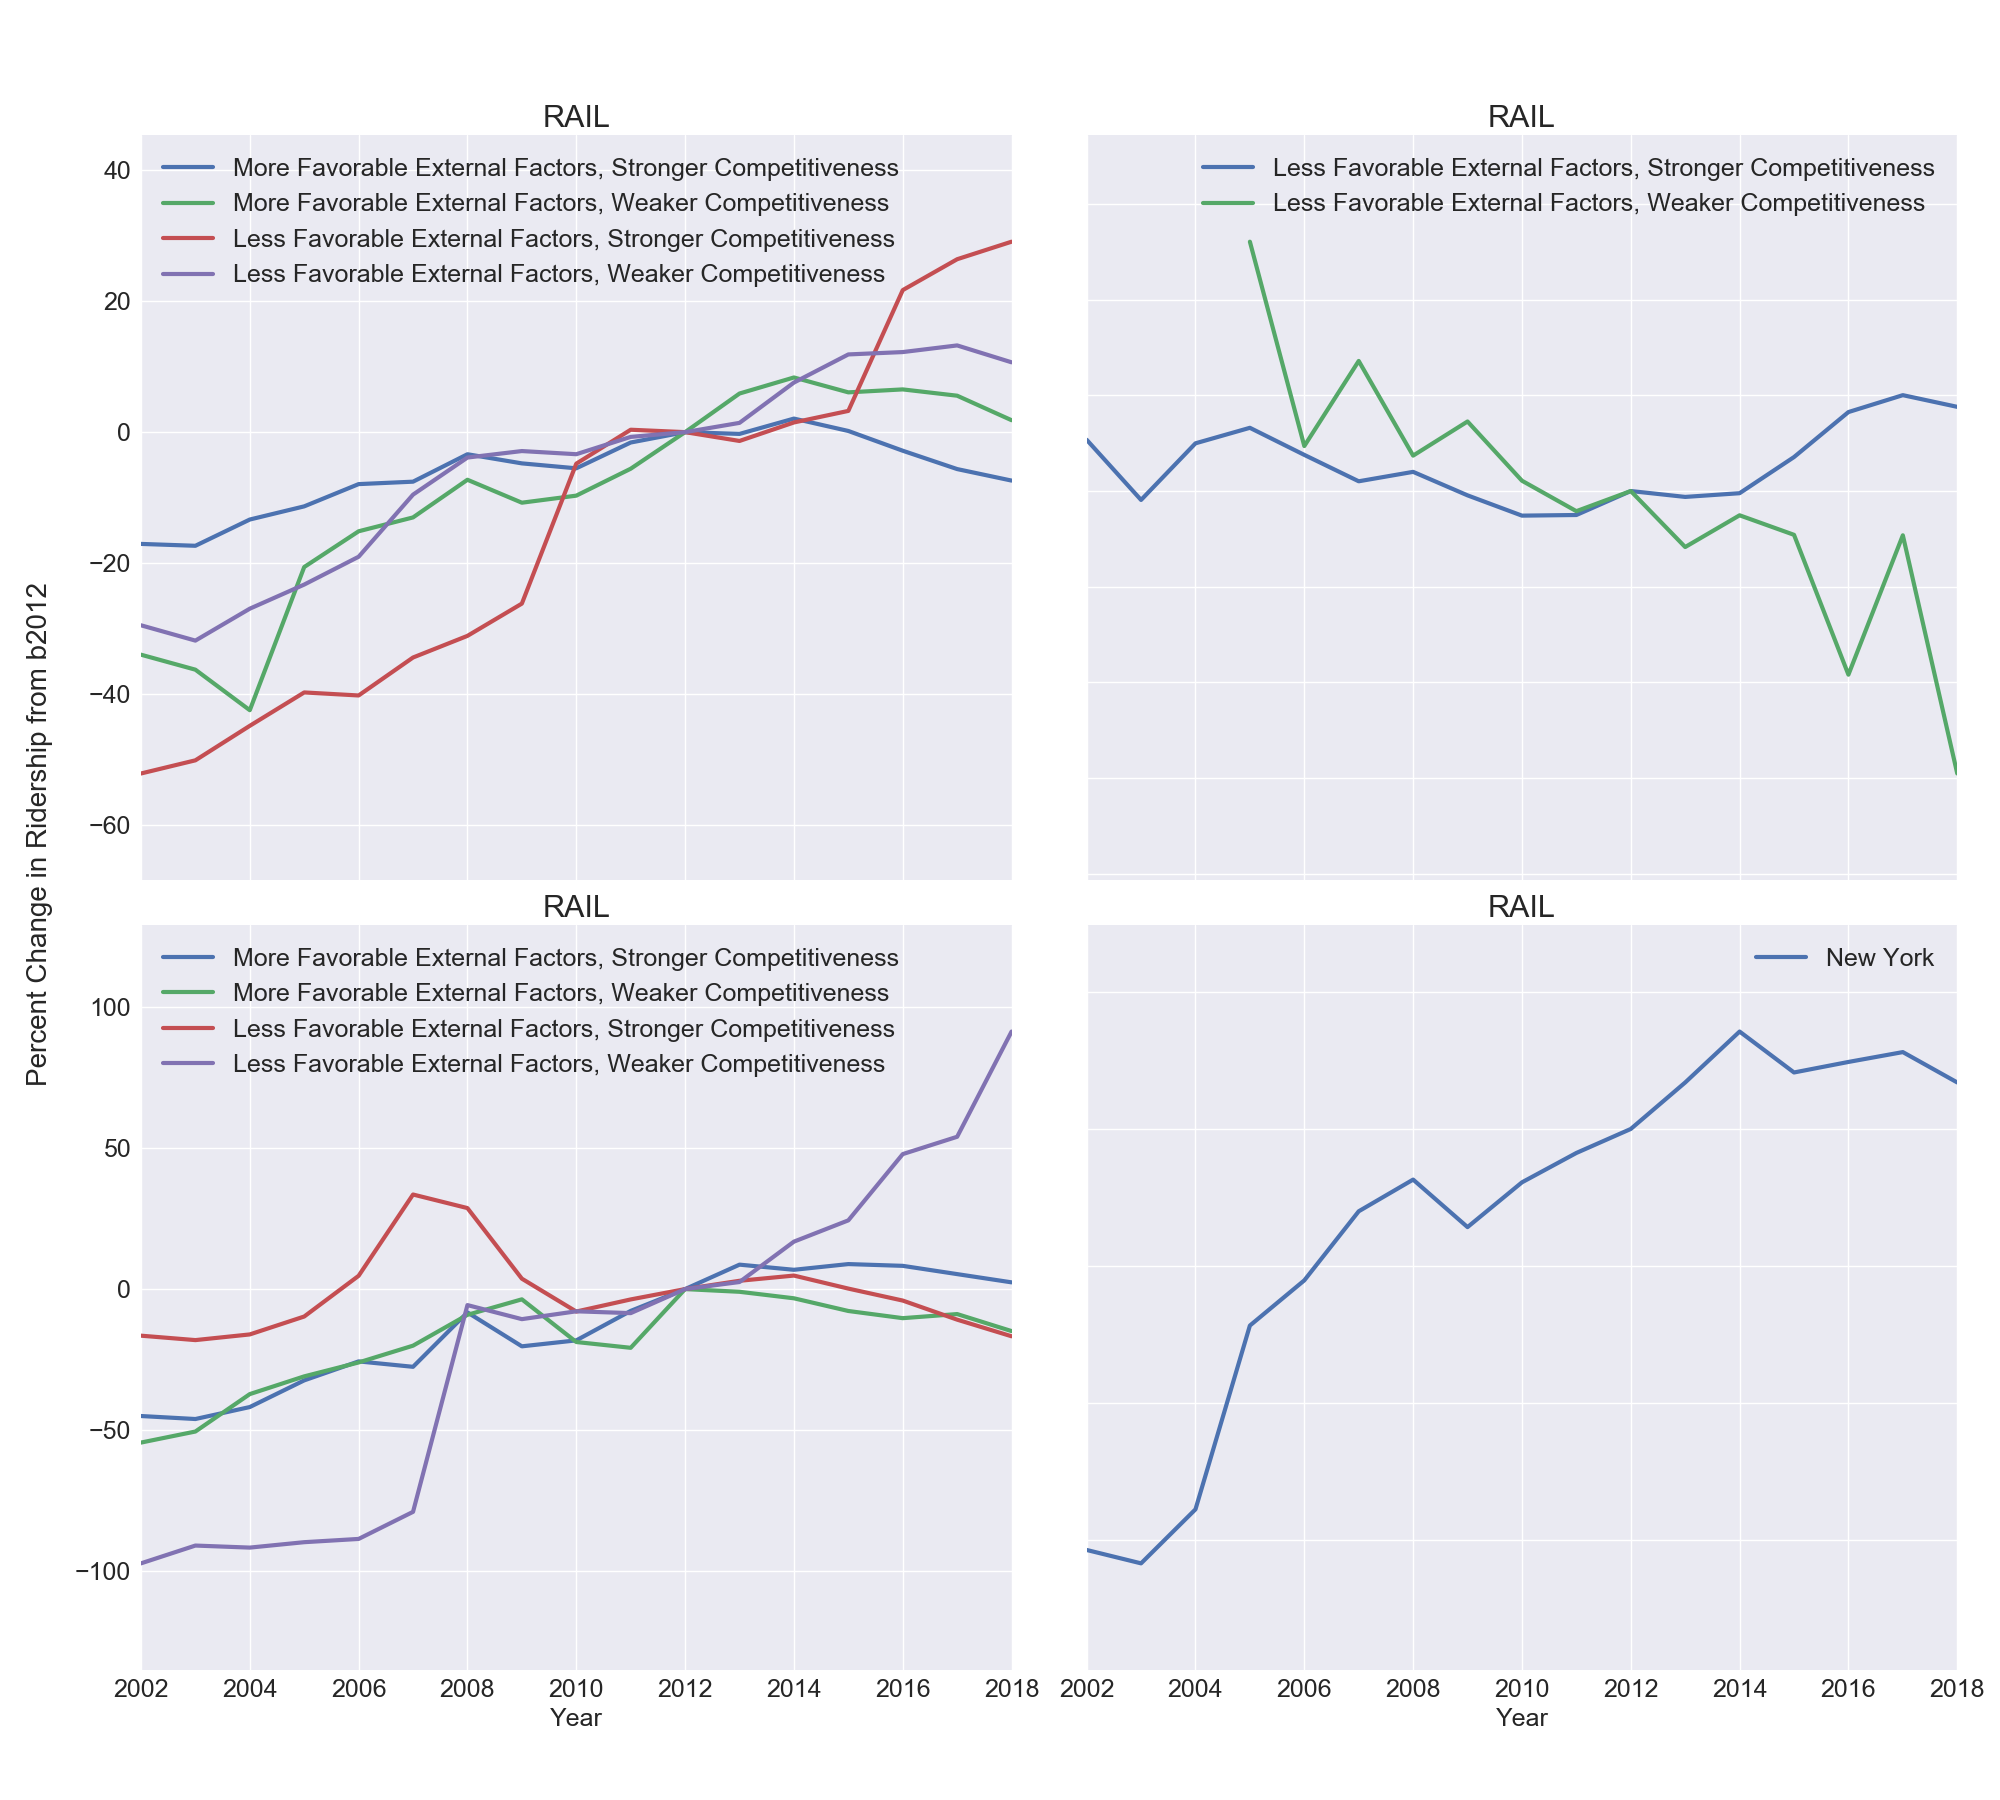 RAIL
More Favorable External Factors, Stronger Competitiveness
More Favorable External Factors, Weaker Competitiveness
Less Favorable External Factors, Stronger Competitiveness
Less Favorable External Factors, Weaker Competitiveness
40
20
0
−20
−40
−60
RAIL
Less Favorable External Factors, Stronger Competitiveness
Less Favorable External Factors, Weaker Competitiveness
Percent Change in Ridership from b2012
RAIL
More Favorable External Factors, Stronger Competitiveness
More Favorable External Factors, Weaker Competitiveness
Less Favorable External Factors, Stronger Competitiveness
Less Favorable External Factors, Weaker Competitiveness
100
50
0
−50
−100
2002 2004 2006 2008 2010 2012 2014 2016 2018
Year
RAIL
New York
2002 2004 2006 2008 2010 2012 2014 2016 2018
Year